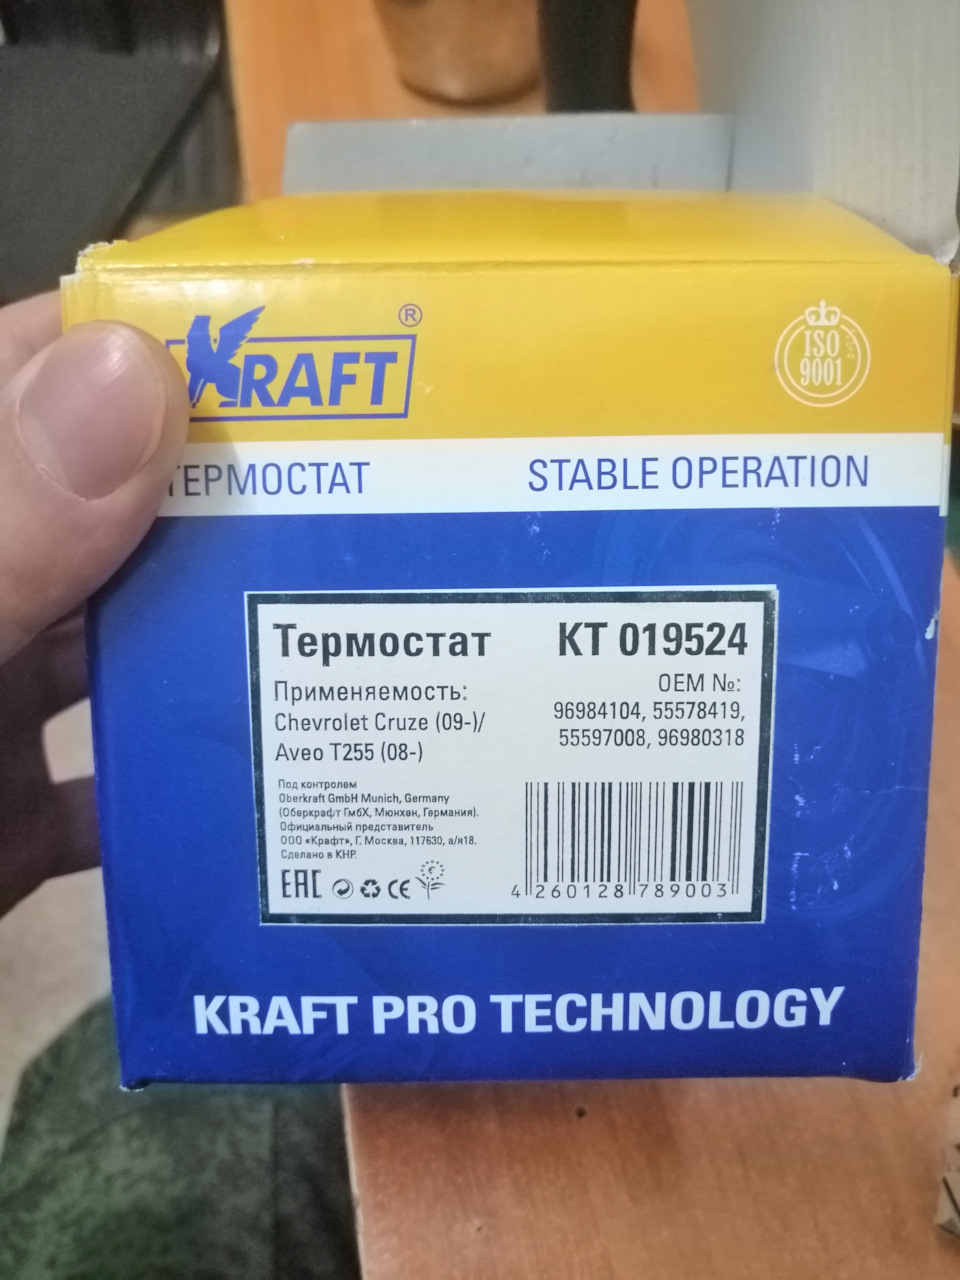 KRAFT ®
ISO
9001
ТЕРМОСТАТ
STABLE OPERATION
Термостат
KT 019524
Применяемость:
Chevrolet Cruze (09-)/
Aveo T255 (08-)
OEM №:
96984104, 55578419,
55597008, 96980318
Под контролем
Oberkraft GmbH Munich, Germany
(Оберкрафт ГмбХ, Мюнхен, Германия).
Официальный представитель
ООО «Крафт», Г. Москва, 117630, а/я18.
Сделано в КНР.
EAC CE
4 260128 789003
KRAFT PRO TECHNOLOGY